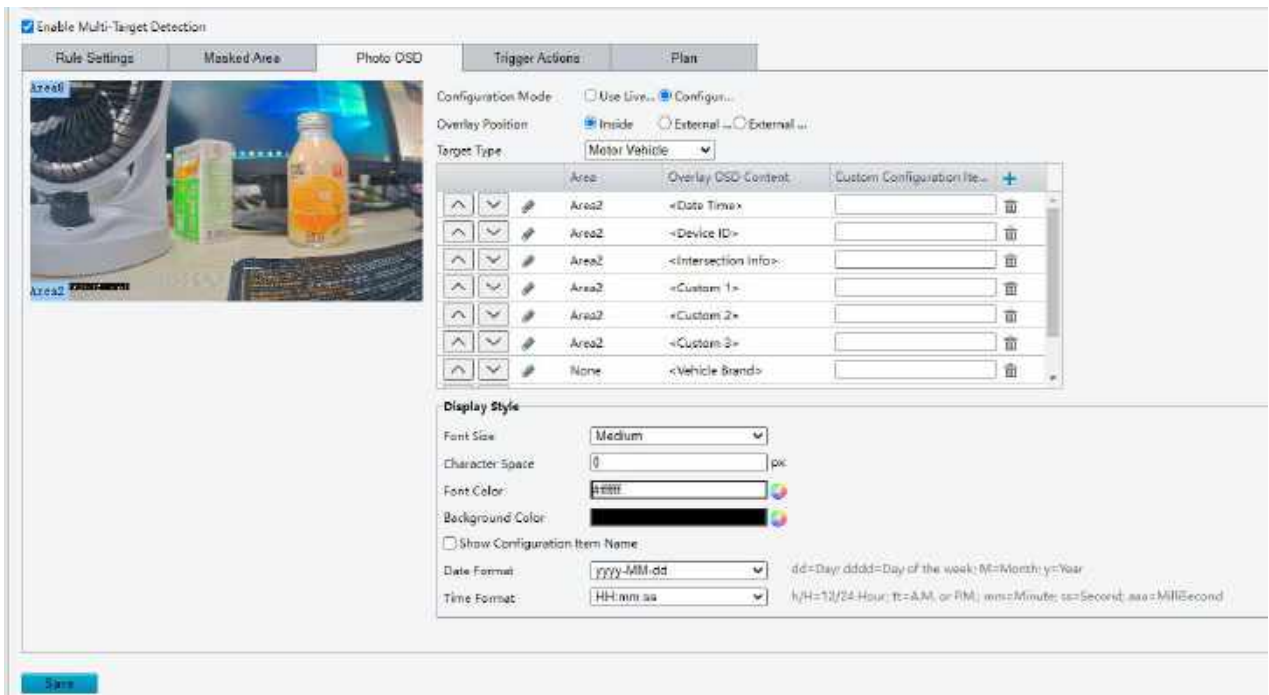 Enable Multi-Target Detection
Rule Settings Masked Area Photo OSD Trigger Actions Plan
Area0
Configuration Mode Use Live... Configur...
Overlay Position Inside External ... External ...
Target Type Motor Vehicle
Area Overlay OSD Content Custom Configuration Ite...
Area2 <Date Time>
Area2 <Device ID>
Area2 <Intersection Info>
Area2
Area2 <Custom 1>
Area2 <Custom 2>
Area2 <Custom 3>
None <Vehicle Brand>
Display Style
Font Size Medium
Character Space 0 px
Font Color #ffffff
Background Color
Show Configuration Item Name
Date Format yyyy-MM-dd dd=Day; dddd=Day of the week; M=Month; y=Year
Time Format HH:mm:ss h/H=12/24 Hour; tt=A.M. or P.M.; mm=Minute; ss=Second; aaa=MilliSecond
Save